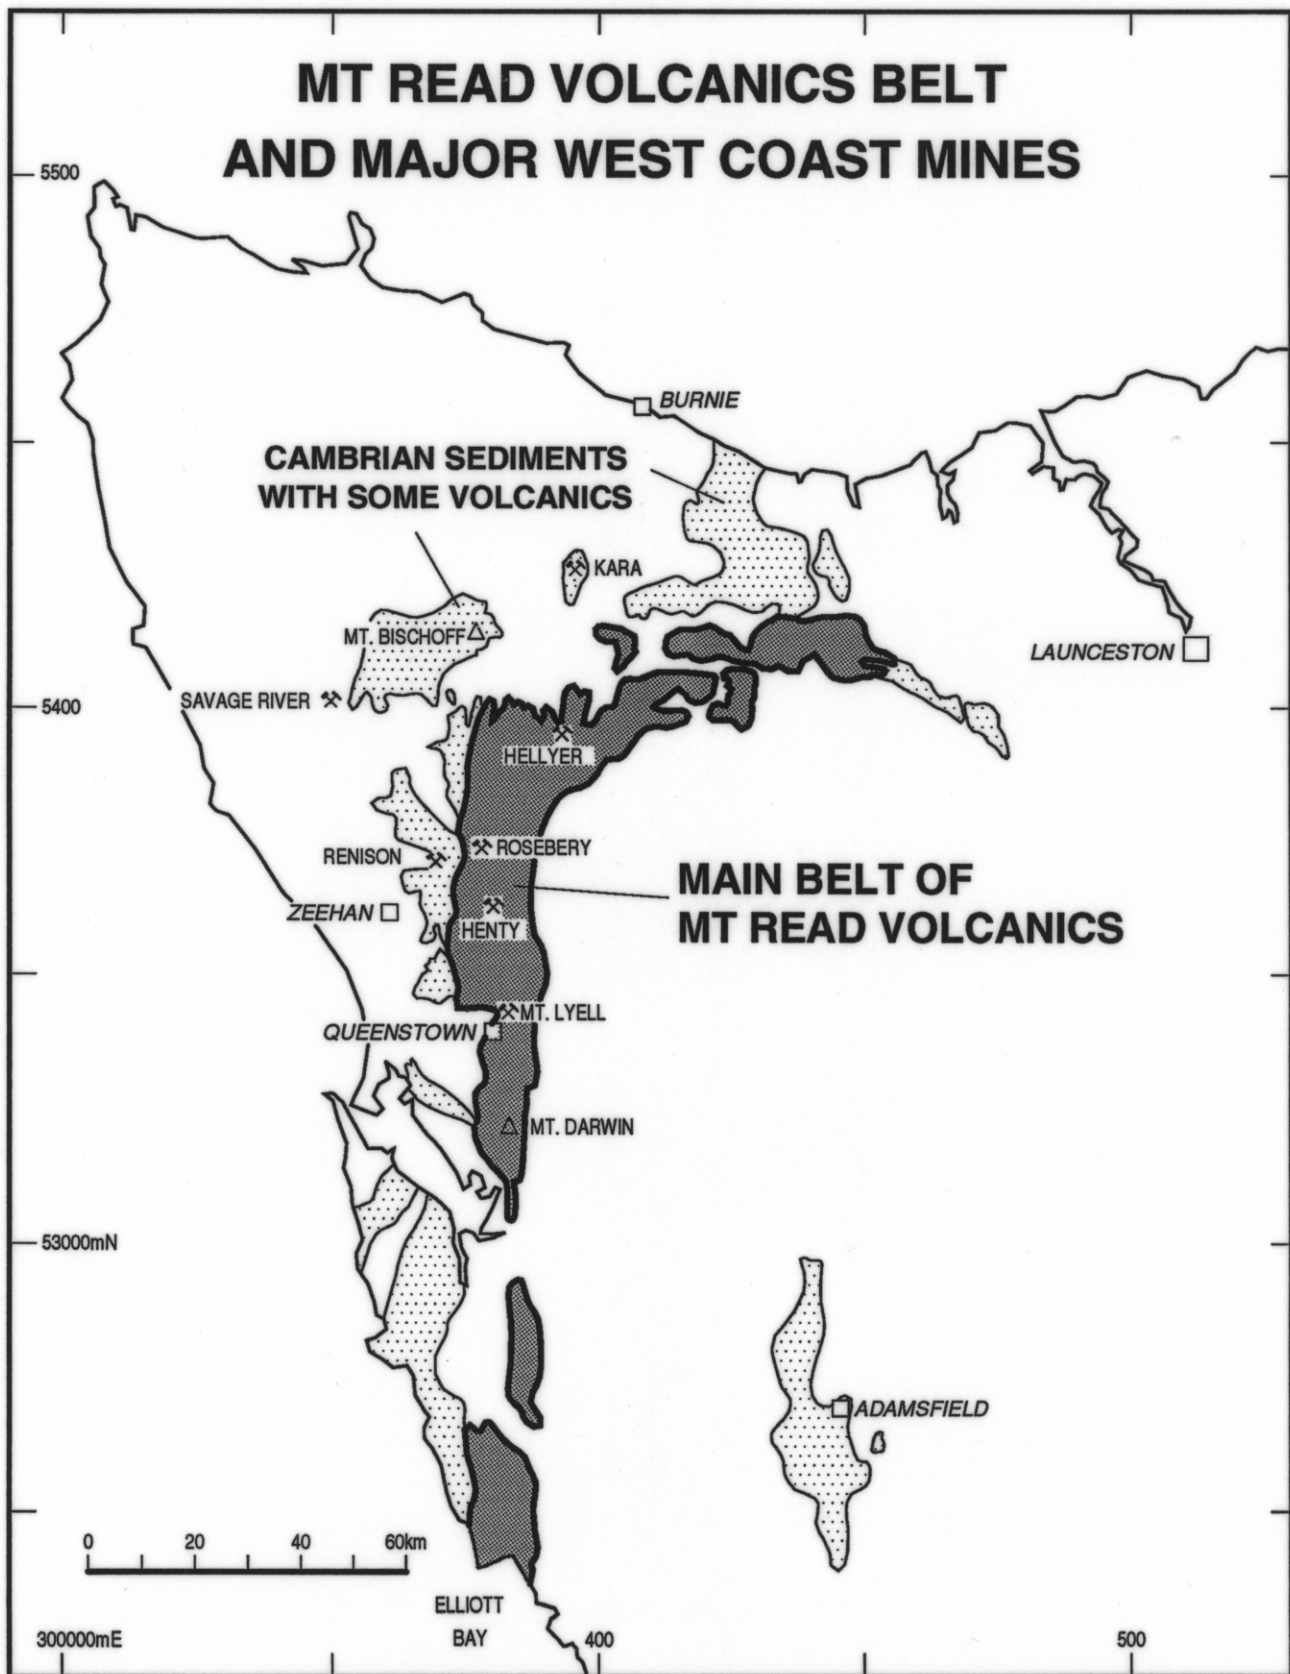 MT READ VOLCANICS BELT
AND MAJOR WEST COAST MINES
5500
BURNIE
CAMBRIAN SEDIMENTS
WITH SOME VOLCANICS
KARA
MT. BISCHOFF
LAUNCESTON
SAVAGE RIVER
5400
HELLYER
RENISON
ROSEBERY
MAIN BELT OF
MT READ VOLCANICS
ZEEHAN
HENTY
MT. LYELL
QUEENSTOWN
MT. DARWIN
53000mN
ADAMSFIELD
0 20 40 60km
ELLIOTT
BAY
300000mE 400 500